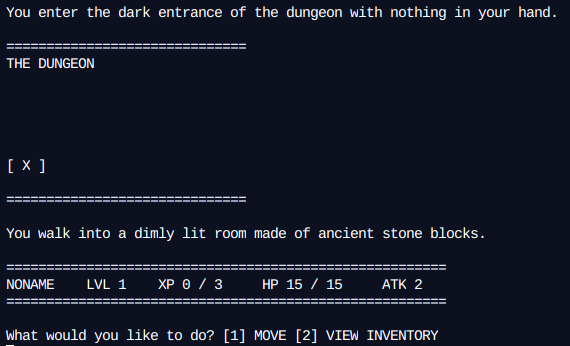 You enter the dark entrance of the dungeon with nothing in your hand.
==============================
THE DUNGEON
[ X ]
==============================
You walk into a dimly lit room made of ancient stone blocks.
=======================================================
NONAME    LVL 1    XP 0 / 3      HP 15 / 15     ATK 2
=======================================================
What would you like to do? [1] MOVE [2] VIEW INVENTORY